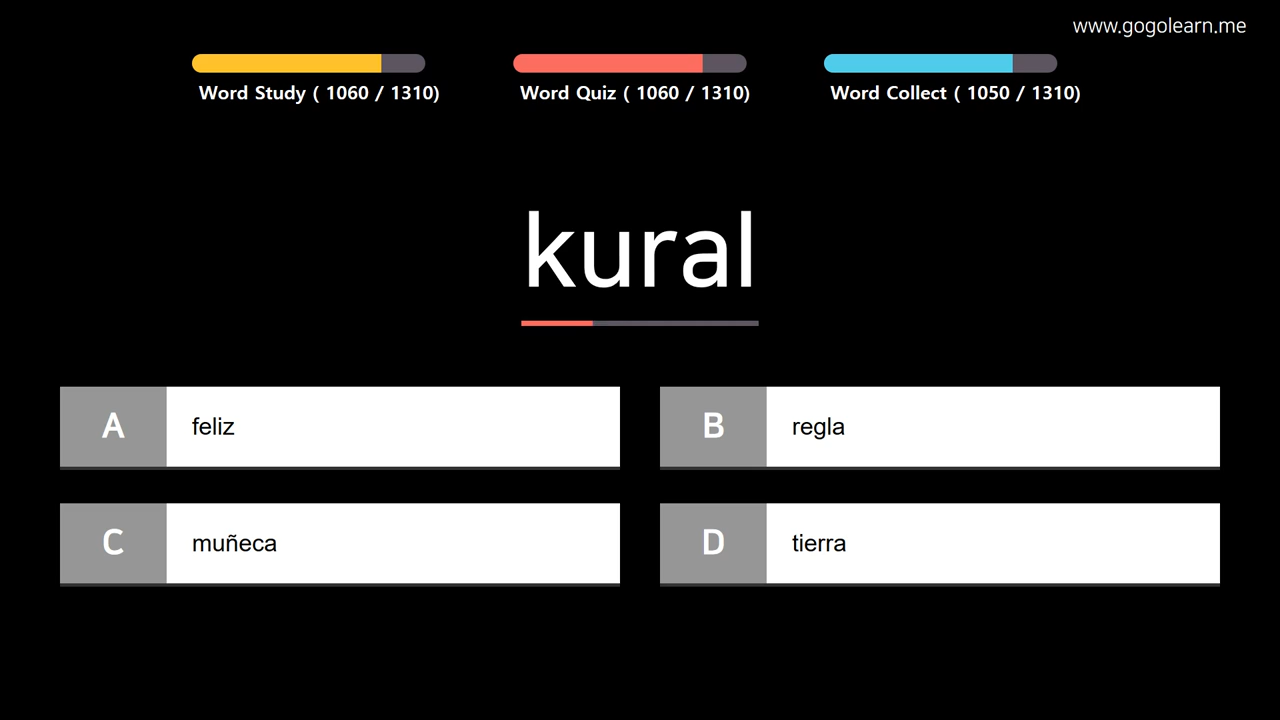 www.gogolearn.me
Word Study ( 1060 / 1310)
Word Quiz ( 1060 / 1310)
Word Collect ( 1050 / 1310)
kural
A feliz
B regla
C muñeca
D tierra